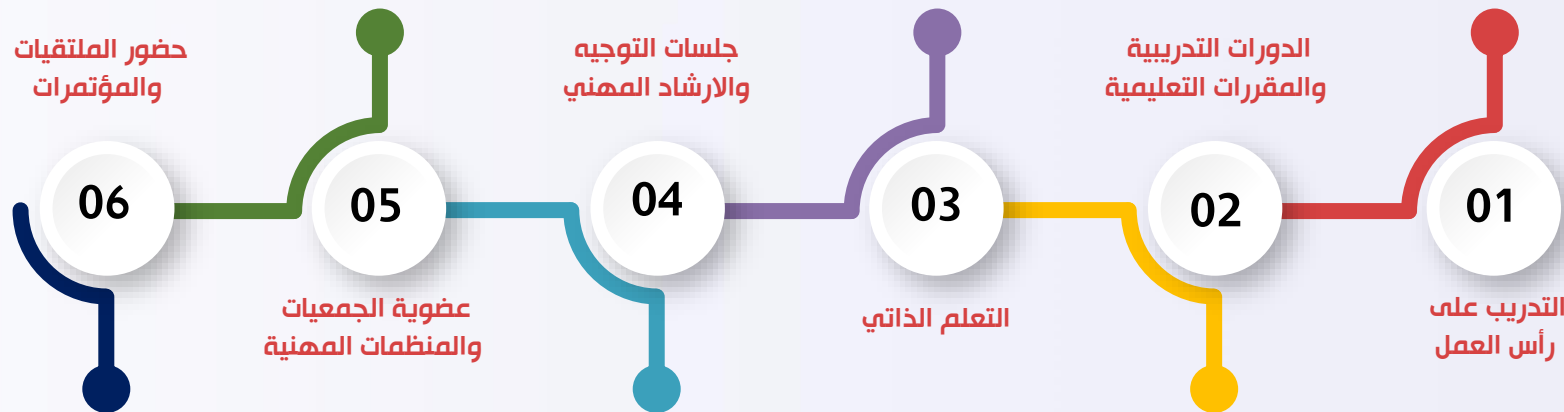 01
التدريب على
رأس العمل
02
الدورات التدريبية
والمقررات التعليمية
03
التعلم الذاتي
04
جلسات التوجيه
والارشاد المهني
05
عضوية الجمعيات
والمنظمات المهنية
06
حضور الملتقيات
والمؤتمرات